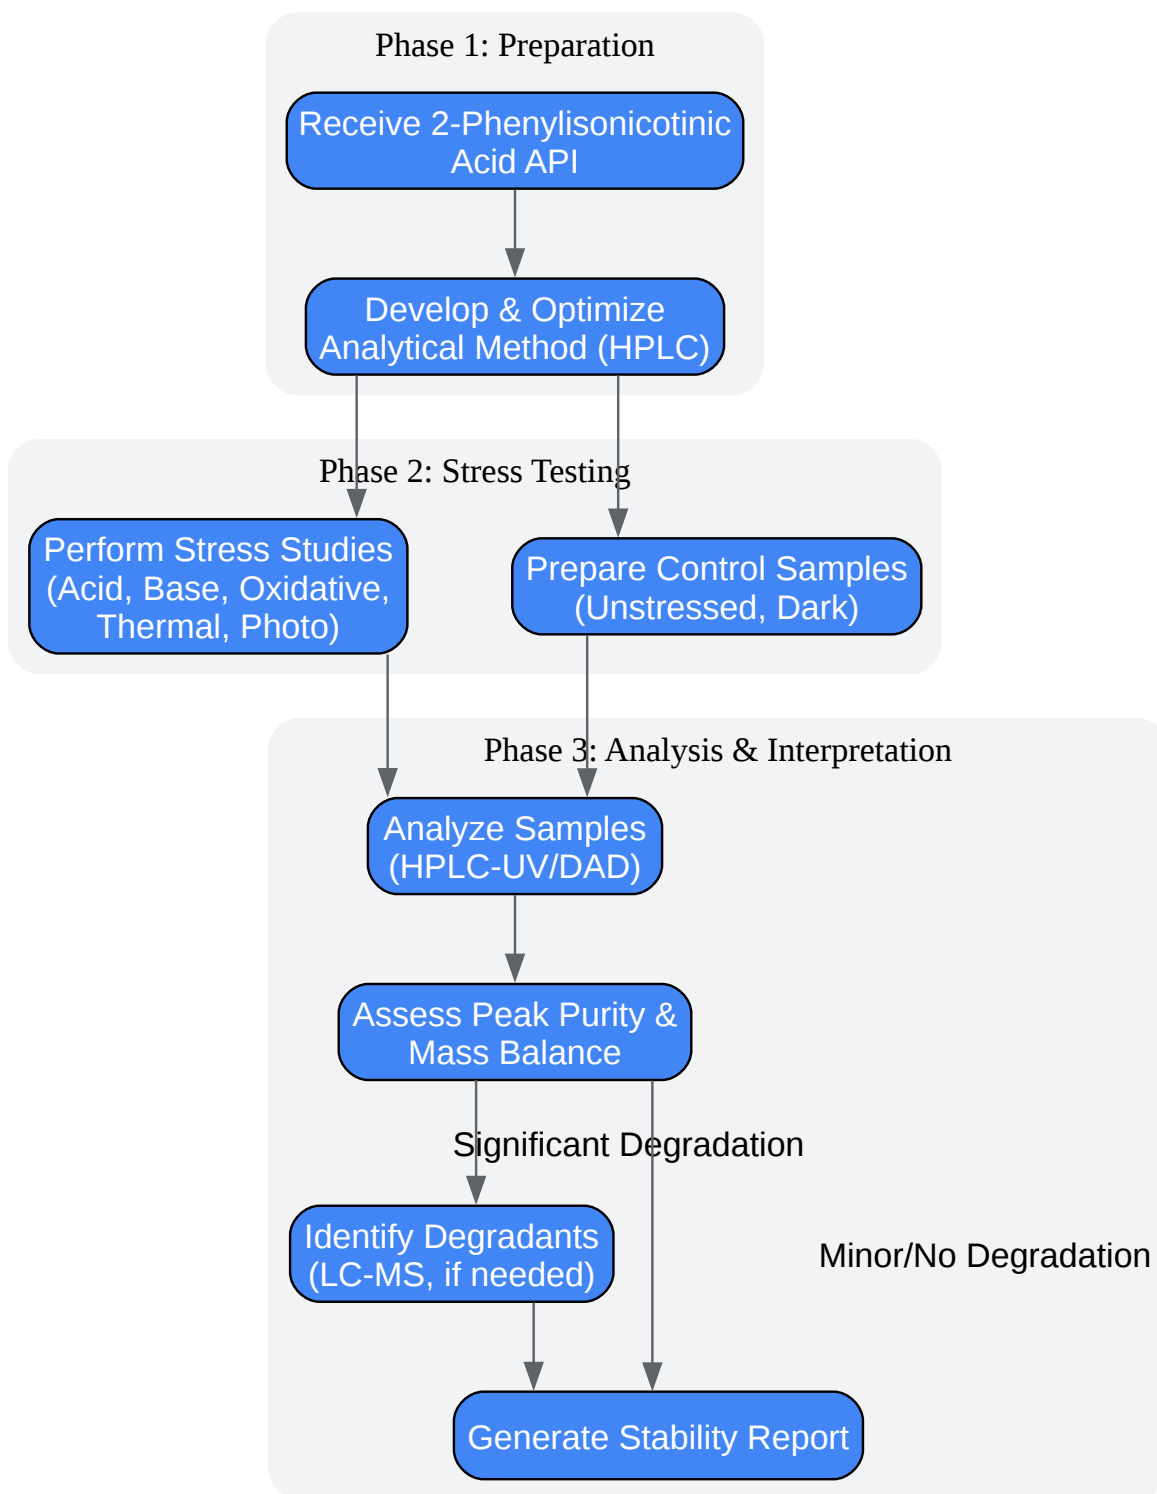 Phase 1: Preparation
Receive 2-Phenylisonicotinic
Acid API
Develop & Optimize
Analytical Method (HPLC)
Phase 2: Stress Testing
Perform Stress Studies
(Acid, Base, Oxidative,
Thermal, Photo)
Prepare Control Samples
(Unstressed, Dark)
Phase 3: Analysis & Interpretation
Analyze Samples
(HPLC-UV/DAD)
Assess Peak Purity &
Mass Balance
Significant Degradation
Identify Degradants
(LC-MS, if needed)
Minor/No Degradation
Generate Stability Report